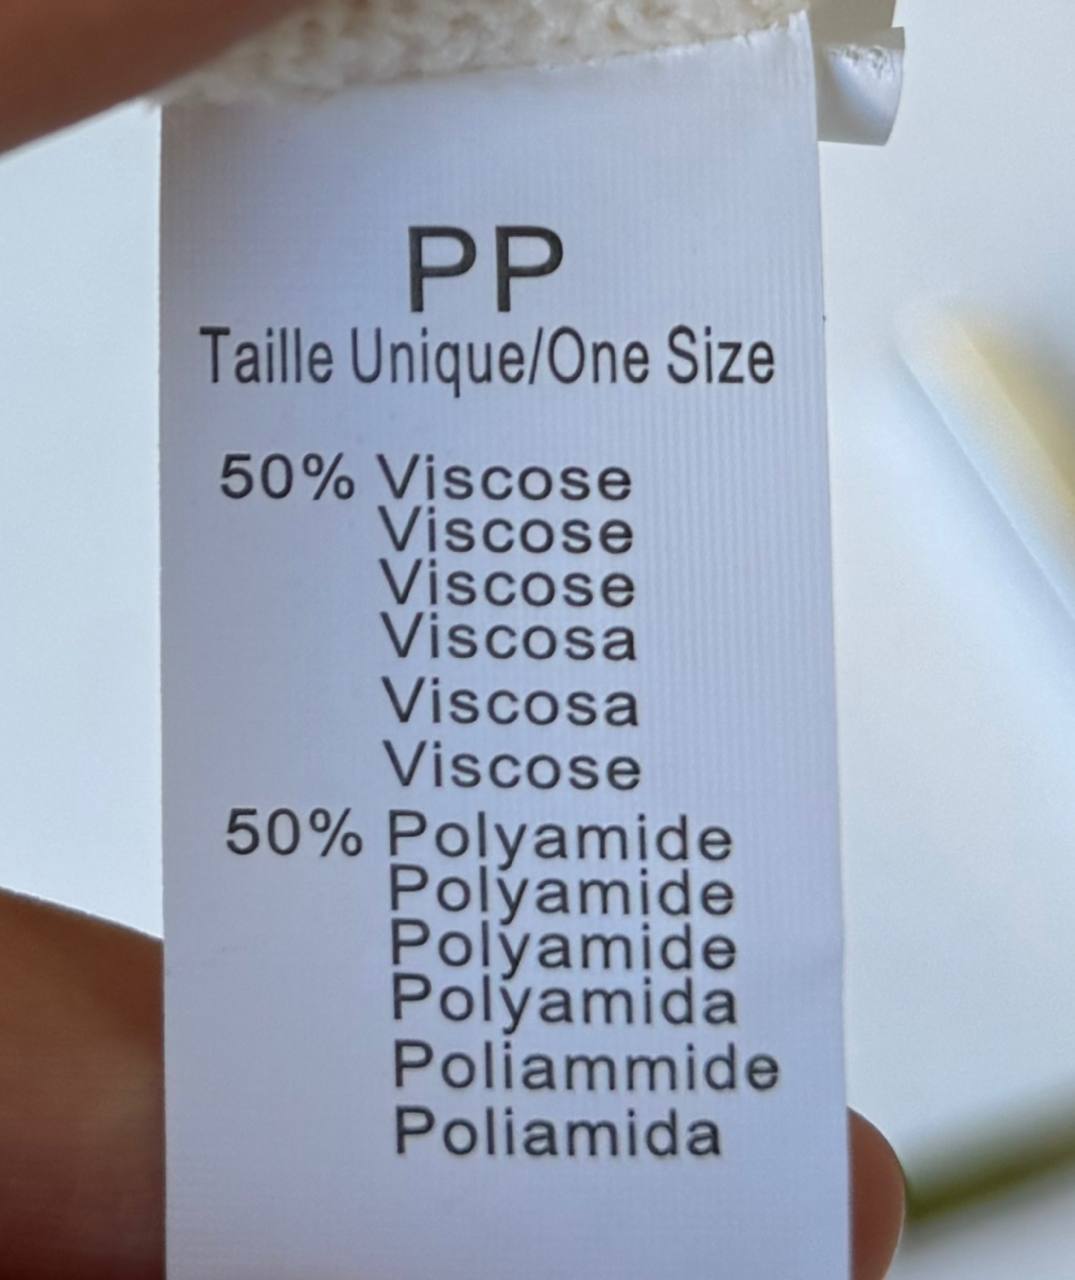 PP
Taille Unique/One Size
50% Viscose
Viscose
Viscose
Viscosa
Viscosa
Viscose
50% Polyamide
Polyamide
Polyamide
Polyamida
Poliammide
Poliamida